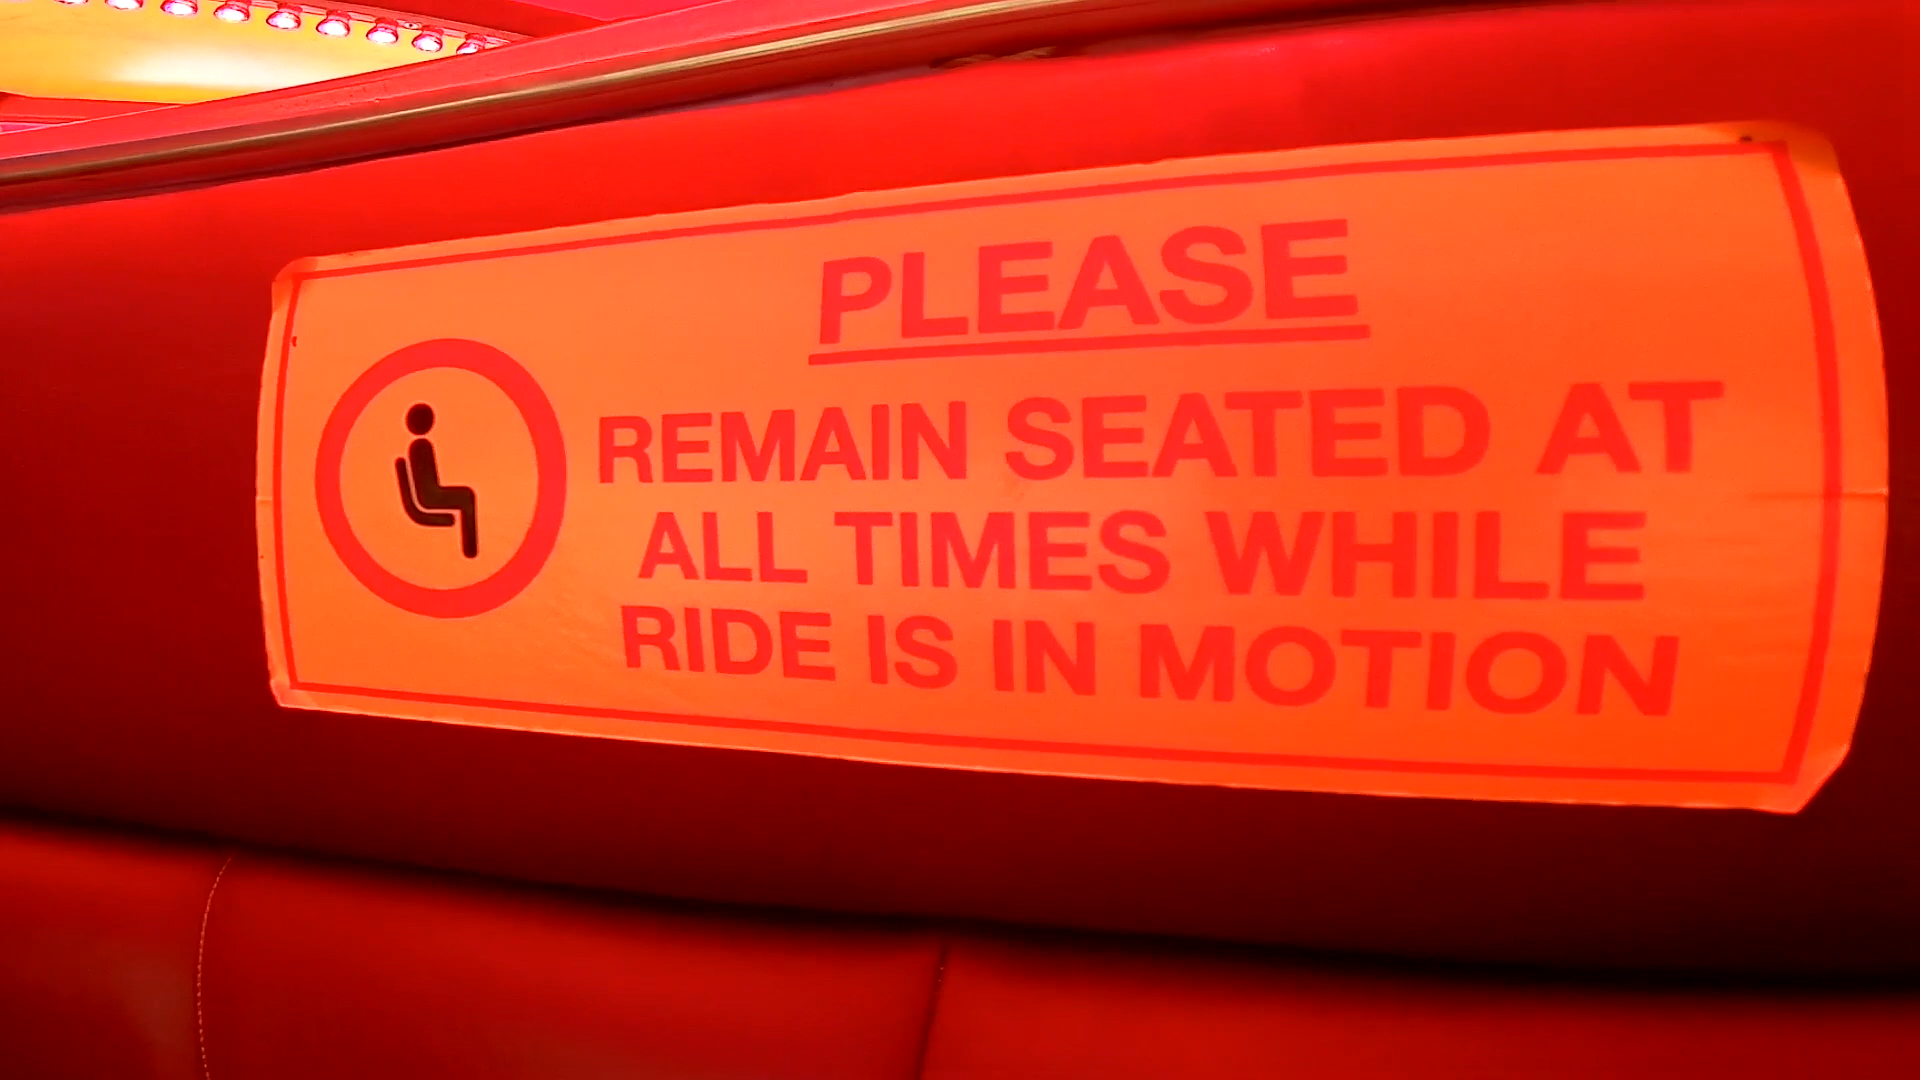 PLEASE
REMAIN SEATED AT
ALL TIMES WHILE
RIDE IS IN MOTION